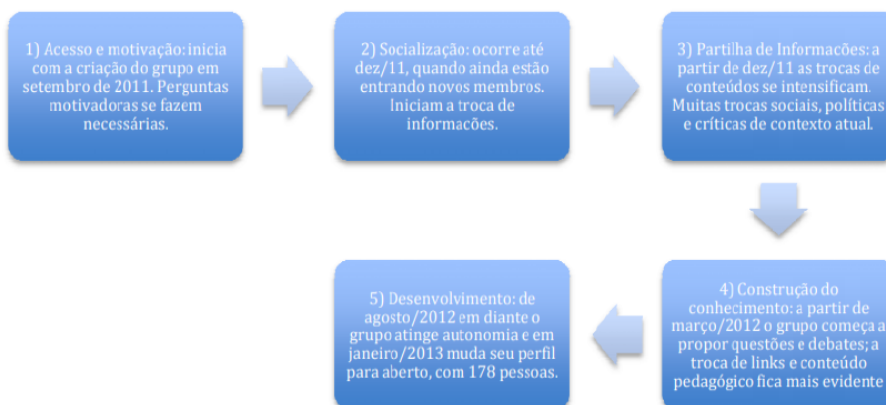 1) Acesso e motivação: inicia
com a criação do grupo em
setembro de 2011. Perguntas
motivadoras se fazem
necessárias.
2) Socialização: ocorre até
dez/11, quando ainda estão
entrando novos membros.
Iniciam a troca de
informações.
3) Partilha de Informacões: a
partir de dez/11 as trocas de
conteúdos se intensificam.
Muitas trocas sociais, políticas
e críticas de contexto atual.
4) Construção do
conhecimento: a partir de
março/2012 o grupo começa a
propor questões e debates; a
troca de links e conteúdo
pedagógico fica mais evidente
5) Desenvolvimento: de
agosto/2012 em diante o
grupo atinge autonomia e em
janeiro/2013 muda seu perfil
para aberto, com 178 pessoas.